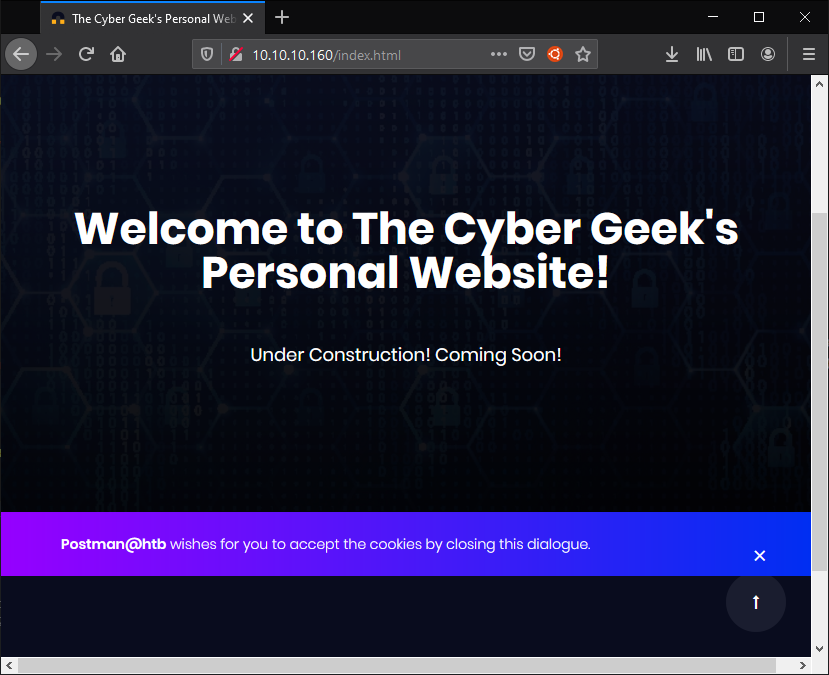 The Cyber Geek's Personal Web
10.10.10.160/index.html
Welcome to The Cyber Geek's
Personal Website!
Under Construction! Coming Soon!
Postman@htb wishes for you to accept the cookies by closing this dialogue.